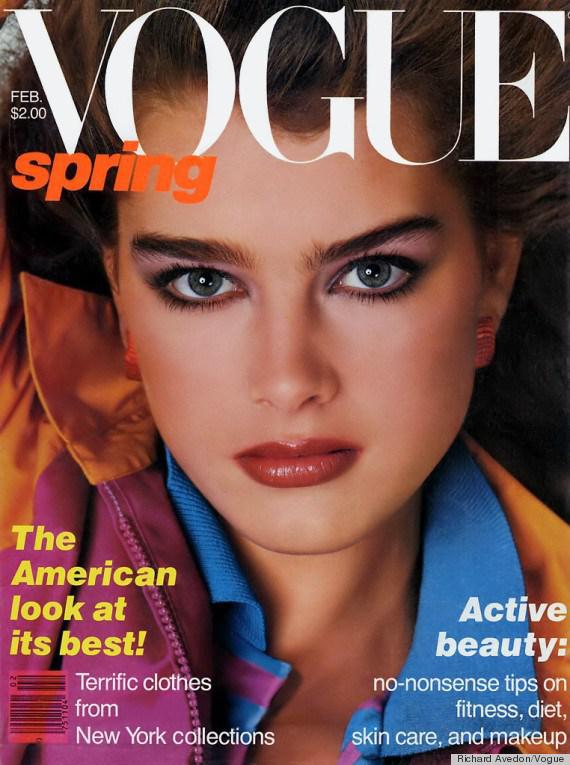 VOGUE
FEB.
$2.00
spring
The
American
look at
its best!
Terrific clothes
from
New York collections
Active
beauty:
no-nonsense tips on
fitness, diet,
skin care, and makeup
02
Richard Avedon/Vogue